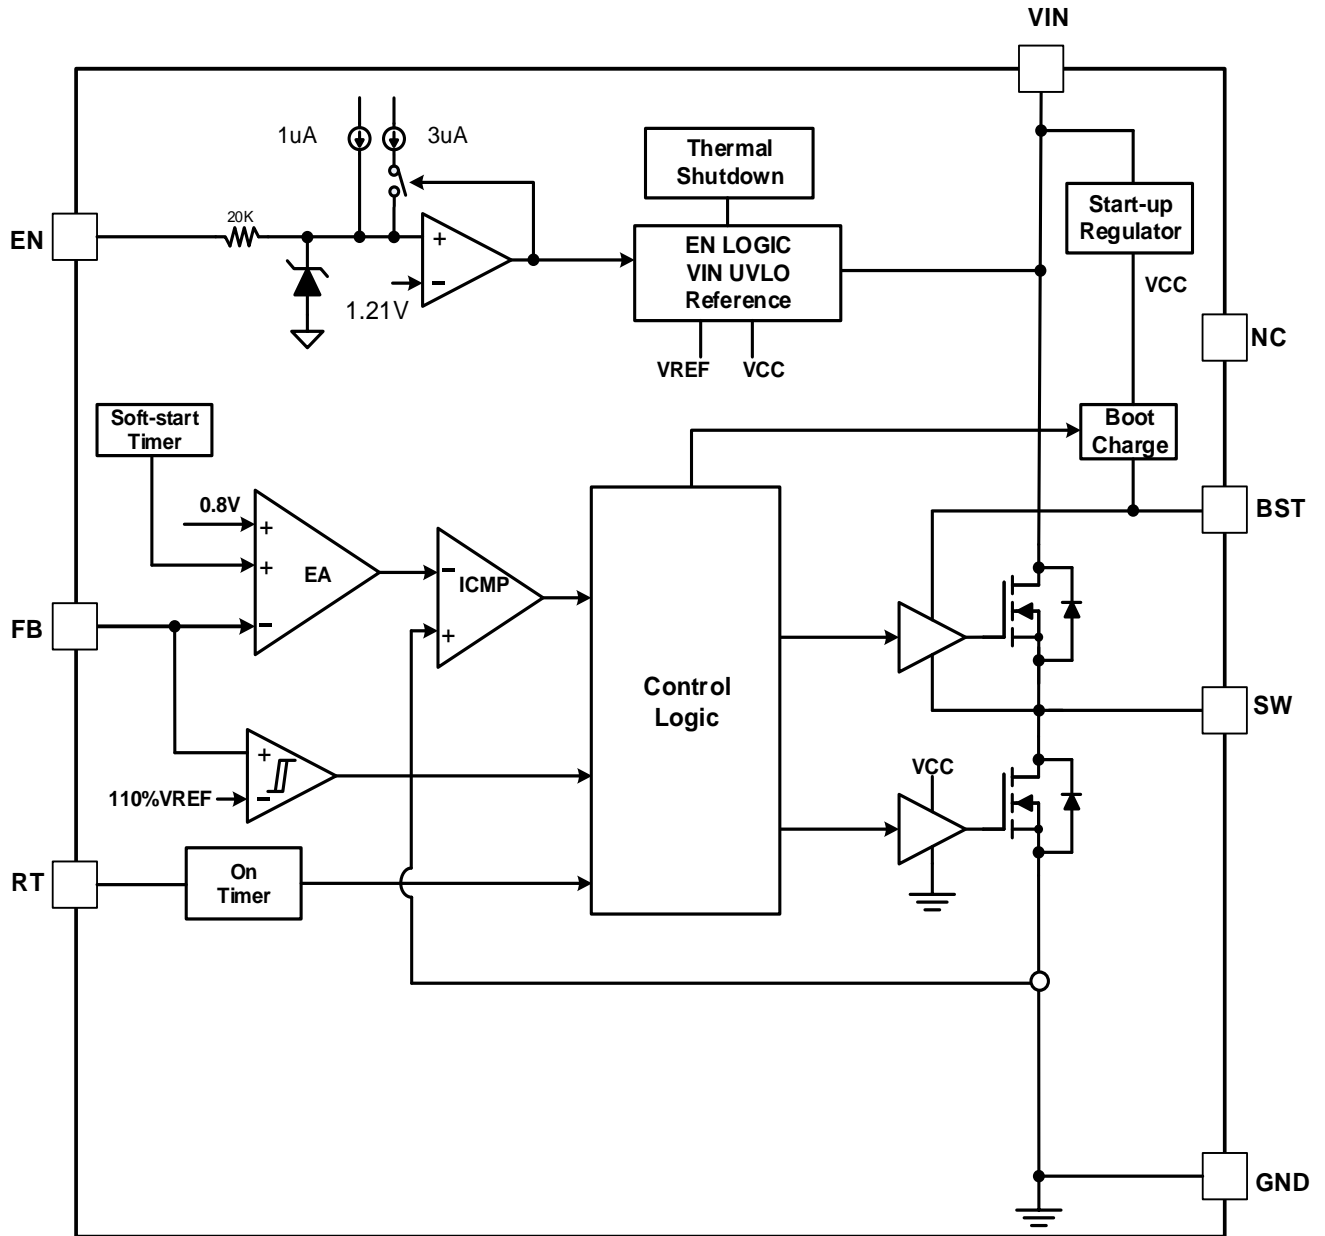 VIN
1uA
3uA
Thermal
Shutdown
Start-up
Regulator
EN
20K
+
−
1.21V
EN LOGIC
VIN UVLO
Reference
VCC
NC
VREF
VCC
Soft-start
Timer
Boot
Charge
0.8V
+
+
EA
−
−
ICMP
+
BST
FB
Control
Logic
SW
+
−
110%VREF
VCC
RT
On
Timer
GND